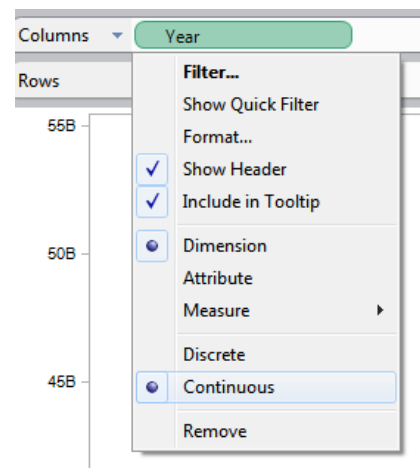 Columns Year
Rows
Filter...
Show Quick Filter
Format...
Show Header
Include in Tooltip
Dimension
Attribute
Measure
Discrete
Continuous
Remove
55B
50B
45B